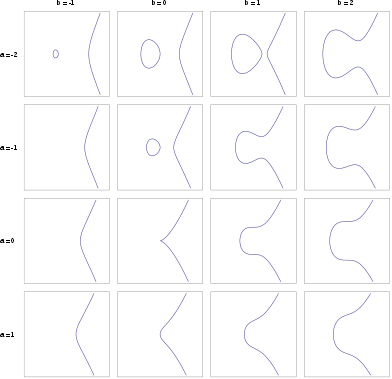 b = -1 b = 0 b = 1 b = 2
a = -2
a = -1
a = 0
a = 1